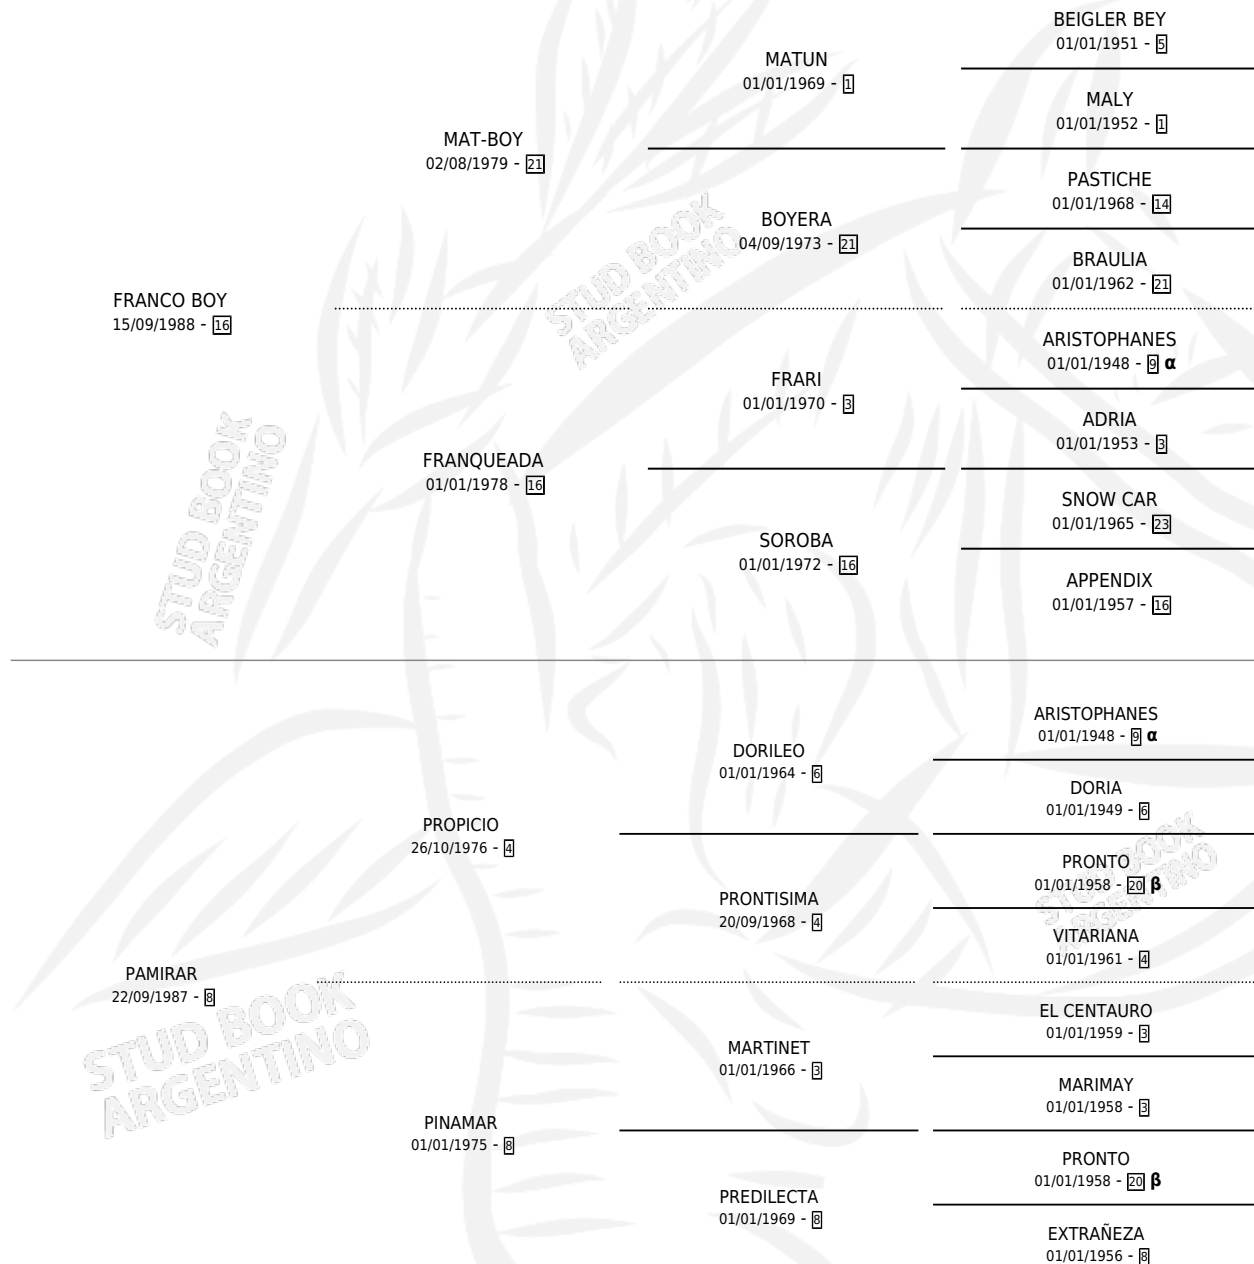 BEIGLER BEY
01/01/1951 - 5
MATUN
01/01/1969 - 1
MALY
01/01/1952 - 1
MAT-BOY
02/08/1979 - 21
PASTICHE
01/01/1968 - 14
BOYERA
04/09/1973 - 21
BRAULIA
01/01/1962 - 21
FRANCO BOY
15/09/1988 - 16
ARISTOPHANES
01/01/1948 - 9 α
FRARI
01/01/1970 - 3
ADRIA
01/01/1953 - 3
FRANQUEADA
01/01/1978 - 16
SNOW CAR
01/01/1965 - 23
SOROBA
01/01/1972 - 16
APPENDIX
01/01/1957 - 16
ARISTOPHANES
01/01/1948 - 9 α
DORILEO
01/01/1964 - 6
DORIA
01/01/1949 - 6
PROPICIO
26/10/1976 - 4
PRONTO
01/01/1958 - 20 β
PRONTISIMA
20/09/1968 - 4
VITARIANA
01/01/1961 - 4
PAMIRAR
22/09/1987 - 8
EL CENTAURO
01/01/1959 - 3
MARTINET
01/01/1966 - 3
MARIMAY
01/01/1958 - 3
PINAMAR
01/01/1975 - 8
PRONTO
01/01/1958 - 20 β
PREDILECTA
01/01/1969 - 8
EXTRAÑEZA
01/01/1956 - 8
STUD BOOK
ARGENTINO
STUD BOOK
ARGENTINO
STUD BOOK
ARGENTINO
STUD BOOK
ARGENTINO